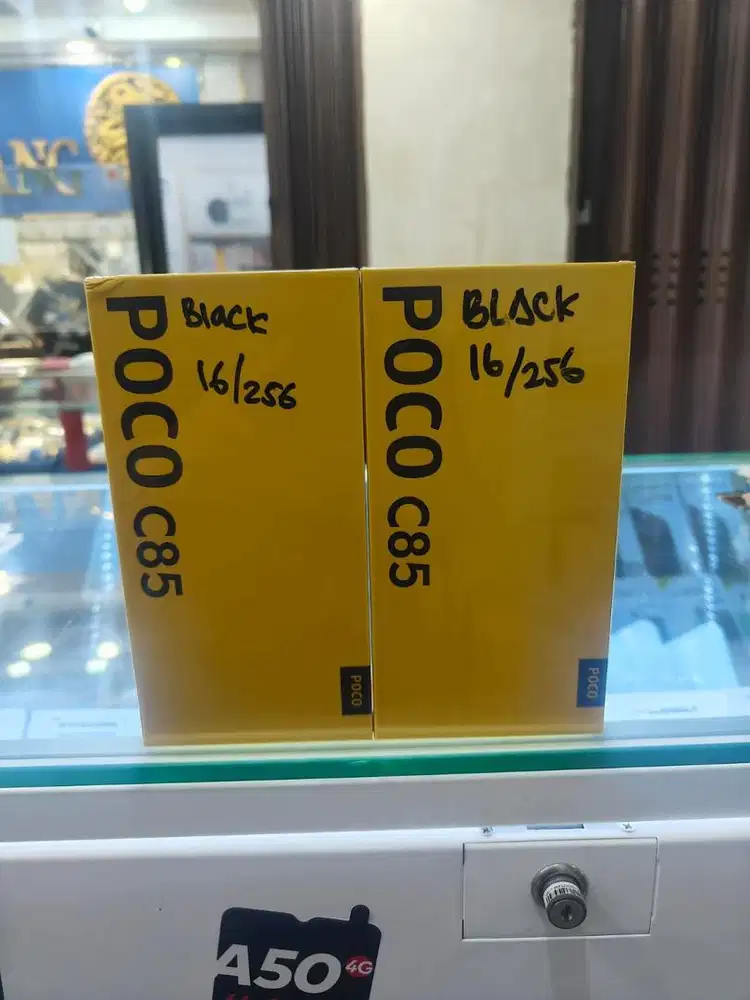 POCO C85
Black
16/256
POCO
POCO C85
BLACK
16/256
POCO
A50 4G